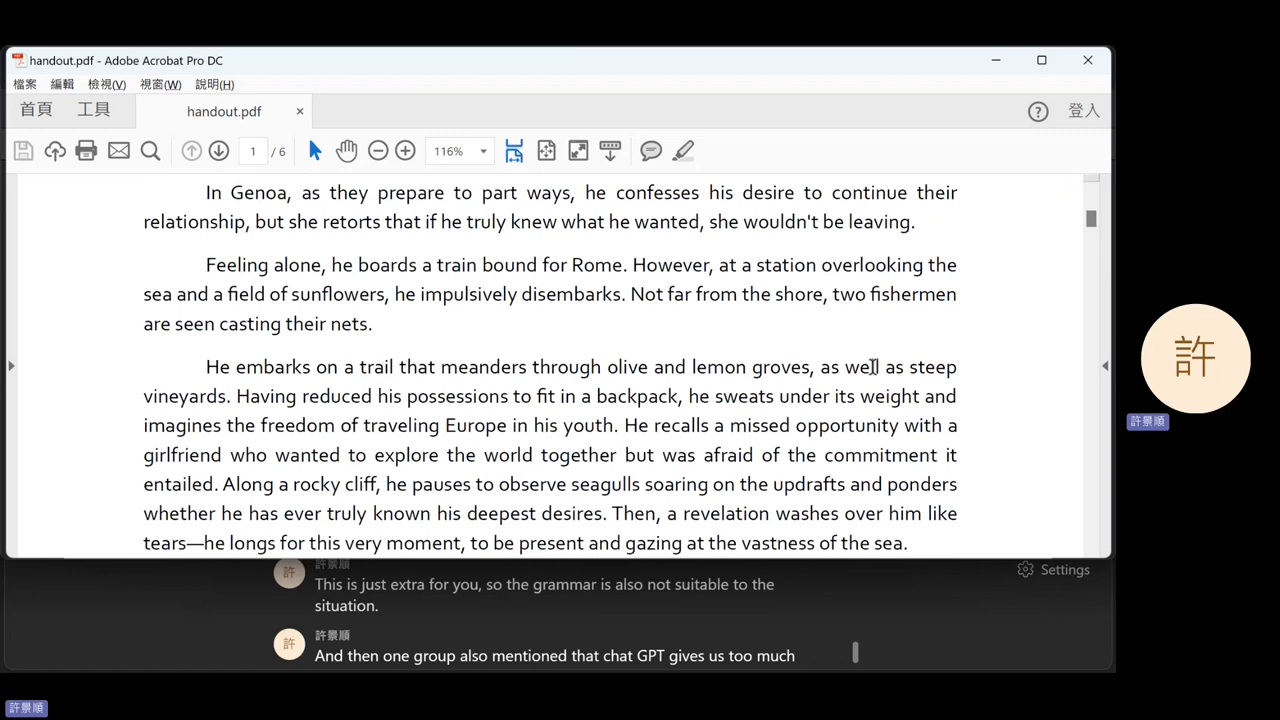 handout.pdf - Adobe Acrobat Pro DC
檔案 編輯 檢視(V) 視窗(W) 說明(H)
首頁 工具 handout.pdf × ? 登入
1 / 6 116%
In Genoa, as they prepare to part ways, he confesses his desire to continue their
relationship, but she retorts that if he truly knew what he wanted, she wouldn't be leaving.
Feeling alone, he boards a train bound for Rome. However, at a station overlooking the
sea and a field of sunflowers, he impulsively disembarks. Not far from the shore, two fishermen
are seen casting their nets.
He embarks on a trail that meanders through olive and lemon groves, as well as steep
vineyards. Having reduced his possessions to fit in a backpack, he sweats under its weight and
imagines the freedom of traveling Europe in his youth. He recalls a missed opportunity with a
girlfriend who wanted to explore the world together but was afraid of the commitment it
entailed. Along a rocky cliff, he pauses to observe seagulls soaring on the updrafts and ponders
whether he has ever truly known his deepest desires. Then, a revelation washes over him like
tears—he longs for this very moment, to be present and gazing at the vastness of the sea.
許
許景順
許 許景順
This is just extra for you, so the grammar is also not suitable to the
situation.
Settings
許 許景順
And then one group also mentioned that chat GPT gives us too much
許景順